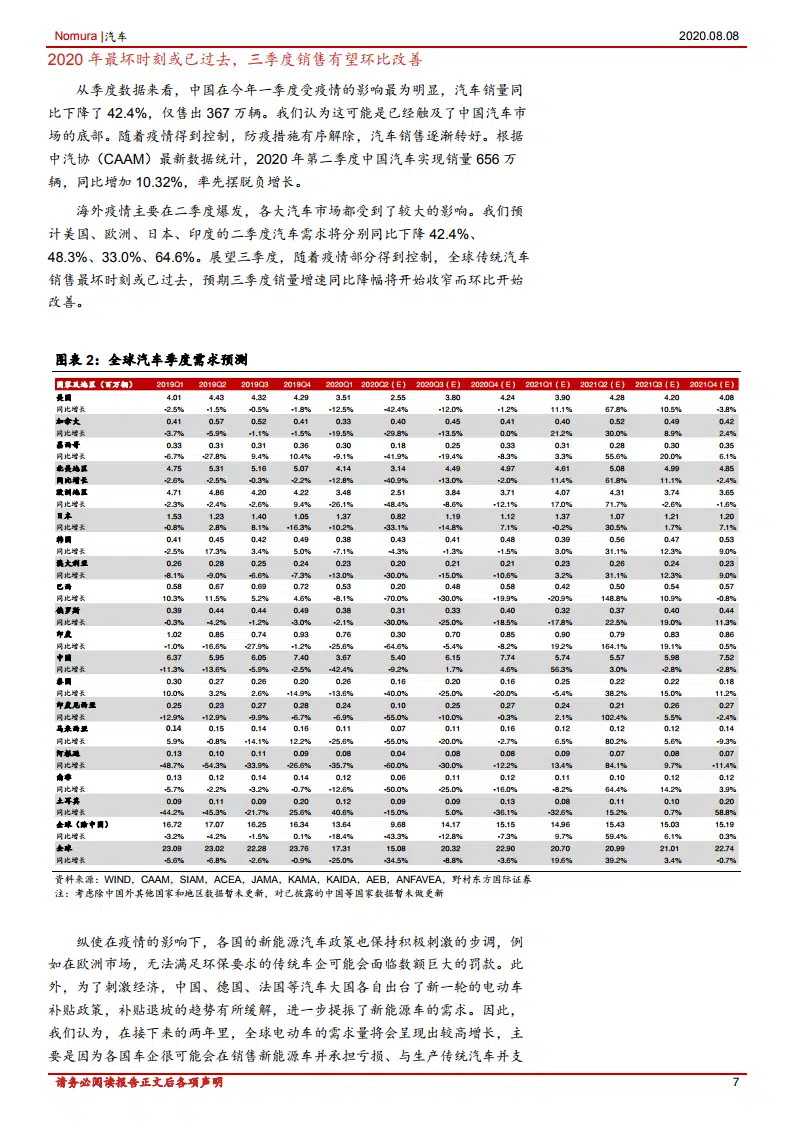 Nomura |汽车 2020.08.08
2020 年最坏时刻或已过去，三季度销售有望环比改善
从季度数据来看，中国在今年一季度受疫情的影响最为明显，汽车销量同
比下降了 42.4%，仅售出 367 万辆。我们认为这可能是已经触及了中国汽车市
场的底部。随着疫情得到控制，防疫措施有序解除，汽车销售逐渐转好。根据
中汽协（CAAM）最新数据统计，2020 年第二季度中国汽车实现销量 656 万
辆，同比增加 10.32%，率先摆脱负增长。
海外疫情主要在二季度爆发，各大汽车市场都受到了较大的影响。我们预
计美国、欧洲、日本、印度的二季度汽车需求将分别同比下降 42.4%、
48.3%、33.0%、64.6%。展望三季度，随着疫情部分得到控制，全球传统汽车
销售最坏时刻或已过去，预期三季度销量增速同比降幅将开始收窄而环比开始
改善。
图表 2：全球汽车季度需求预测
国家及地区（百万辆） 2019Q1 2019Q2 2019Q3 2019Q4 2020Q1 2020Q2（E） 2020Q3（E） 2020Q4（E） 2021Q1（E） 2021Q2（E） 2021Q3（E） 2021Q4（E）
美国 4.01 4.43 4.32 4.29 3.51 2.55 3.80 4.24 3.90 4.28 4.20 4.08
同比增长 -2.5% -1.5% -0.5% -1.8% -12.5% -42.4% -12.0% -1.2% 11.1% 67.8% 10.5% -3.8%
加拿大 0.41 0.57 0.52 0.41 0.33 0.40 0.45 0.41 0.40 0.52 0.49 0.42
同比增长 -3.7% -5.9% -1.1% -1.5% -19.5% -29.8% -13.5% 0.0% 21.2% 30.0% 8.9% 2.4%
墨西哥 0.33 0.31 0.31 0.36 0.30 0.18 0.25 0.33 0.31 0.28 0.30 0.35
同比增长 -6.7% -27.8% 9.4% 10.4% -9.1% -41.9% -19.4% -8.3% 3.3% 55.6% 20.0% 6.1%
北美地区 4.75 5.31 5.16 5.07 4.14 3.14 4.49 4.97 4.61 5.08 4.99 4.85
同比增长 -2.6% -2.5% -0.3% -2.2% -12.8% -40.9% -13.0% -2.0% 11.4% 61.8% 11.1% -2.4%
欧洲地区 4.71 4.86 4.20 4.22 3.48 2.51 3.84 3.71 4.07 4.31 3.74 3.65
同比增长 -2.3% -2.4% -2.6% 9.4% -26.1% -48.4% -8.6% -12.1% 17.0% 71.7% -2.6% -1.6%
日本 1.53 1.23 1.40 1.05 1.37 0.82 1.19 1.12 1.37 1.07 1.21 1.20
同比增长 -0.8% 2.8% 8.1% -16.3% -10.2% -33.1% -14.8% 7.1% -0.2% 30.5% 1.7% 7.1%
韩国 0.41 0.45 0.42 0.49 0.38 0.43 0.41 0.48 0.39 0.56 0.47 0.53
同比增长 -2.5% 17.3% 3.4% 5.0% -7.1% -4.3% -1.3% -1.5% 3.0% 31.1% 12.3% 9.0%
澳大利亚 0.26 0.28 0.25 0.24 0.23 0.20 0.21 0.21 0.23 0.26 0.24 0.23
同比增长 -8.1% -9.0% -6.6% -7.3% -13.0% -30.0% -15.0% -10.6% 3.2% 31.1% 12.3% 9.0%
巴西 0.58 0.67 0.69 0.72 0.53 0.20 0.48 0.58 0.42 0.50 0.54 0.57
同比增长 10.3% 11.5% 5.2% 4.6% -8.1% -70.0% -30.0% -19.9% -20.9% 148.8% 10.9% -0.8%
俄罗斯 0.39 0.44 0.44 0.49 0.38 0.31 0.33 0.40 0.32 0.37 0.40 0.44
同比增长 -0.3% -4.2% -1.2% -3.0% -2.1% -30.0% -25.0% -18.5% -17.8% 22.5% 19.0% 11.3%
印度 1.02 0.85 0.74 0.93 0.76 0.30 0.70 0.85 0.90 0.79 0.83 0.86
同比增长 -1.0% -16.6% -27.9% -1.2% -25.6% -64.6% -5.4% -8.2% 19.2% 164.1% 19.1% 0.5%
中国 6.37 5.95 6.05 7.40 3.67 5.40 6.15 7.74 5.74 5.57 5.98 7.52
同比增长 -11.3% -13.6% -5.9% -2.5% -42.4% -9.2% 1.7% 4.6% 56.3% 3.0% -2.8% -2.8%
泰国 0.30 0.27 0.26 0.20 0.26 0.16 0.20 0.16 0.25 0.22 0.22 0.18
同比增长 10.0% 3.2% 2.6% -14.9% -13.6% -40.0% -25.0% -20.0% -5.4% 38.2% 15.0% 11.2%
印度尼西亚 0.25 0.23 0.27 0.28 0.24 0.10 0.25 0.27 0.24 0.21 0.26 0.27
同比增长 -12.9% -12.9% -9.9% -6.7% -6.9% -55.0% -10.0% -0.3% 2.1% 102.4% 5.5% -2.4%
马来西亚 0.14 0.15 0.14 0.16 0.11 0.07 0.11 0.16 0.12 0.12 0.12 0.14
同比增长 5.9% -0.8% -14.1% 12.2% -25.6% -55.0% -20.0% -2.7% 6.5% 80.2% 5.6% -9.3%
阿根廷 0.13 0.10 0.11 0.09 0.08 0.04 0.08 0.08 0.09 0.07 0.08 0.07
同比增长 -48.7% -54.3% -33.9% -26.6% -35.7% -60.0% -30.0% -12.2% 13.4% 84.1% 9.7% -11.4%
南非 0.13 0.12 0.14 0.14 0.12 0.06 0.11 0.12 0.11 0.10 0.12 0.12
同比增长 -5.7% -2.2% -3.2% -0.7% -12.6% -50.0% -25.0% -16.0% -8.2% 64.4% 14.2% 3.9%
土耳其 0.09 0.11 0.09 0.20 0.12 0.09 0.09 0.13 0.08 0.11 0.10 0.20
同比增长 -44.2% -45.3% -21.7% 25.6% 40.6% -15.0% 5.0% -36.1% -32.6% 15.2% 0.7% 58.8%
全球（除中国） 16.72 17.07 16.25 16.34 13.64 9.68 14.17 15.15 14.96 15.43 15.03 15.19
同比增长 -3.2% -4.2% -1.5% 0.1% -18.4% -43.3% -12.8% -7.3% 9.7% 59.4% 6.1% 0.3%
全球 23.09 23.02 22.28 23.76 17.31 15.08 20.32 22.90 20.70 20.99 21.01 22.74
同比增长 -5.6% -6.8% -2.6% -0.9% -25.0% -34.5% -8.8% -3.6% 19.6% 39.2% 3.4% -0.7%
资料来源：WIND，CAAM，SIAM，ACEA，JAMA，KAMA，KAIDA，AEB，ANFAVEA，野村东方国际证券
注：考虑除中国外其他国家和地区数据暂未更新，对已披露的中国等国家数据暂未做更新
纵使在疫情的影响下，各国的新能源汽车政策也保持积极刺激的步调，例
如在欧洲市场，无法满足环保要求的传统车企可能会面临数额巨大的罚款。此
外，为了刺激经济，中国、德国、法国等汽车大国各自出台了新一轮的电动车
补贴政策，补贴退坡的趋势有所缓解，进一步提振了新能源车的需求。因此，
我们认为，在接下来的两年里，全球电动车的需求量将会呈现出较高增长，主
要是因为各国车企很可能会在销售新能源车并承担亏损、与生产传统汽车并支
请务必阅读报告正文后各项声明 7